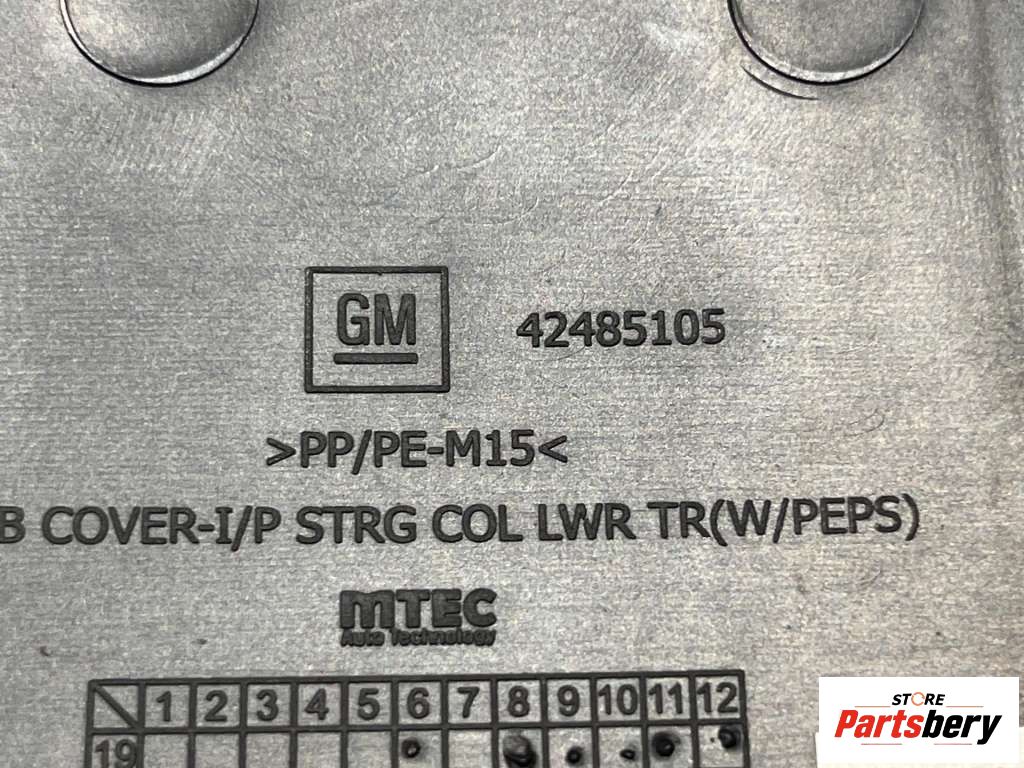 GM 42485105
>PP/PE-M15<
B COVER-I/P STRG COL LWR TR(W/PEPS)
mTEC
Auto Technology
1 2 3 4 5 6 7 8 9 10 11 12
19
STORE
Partsbery